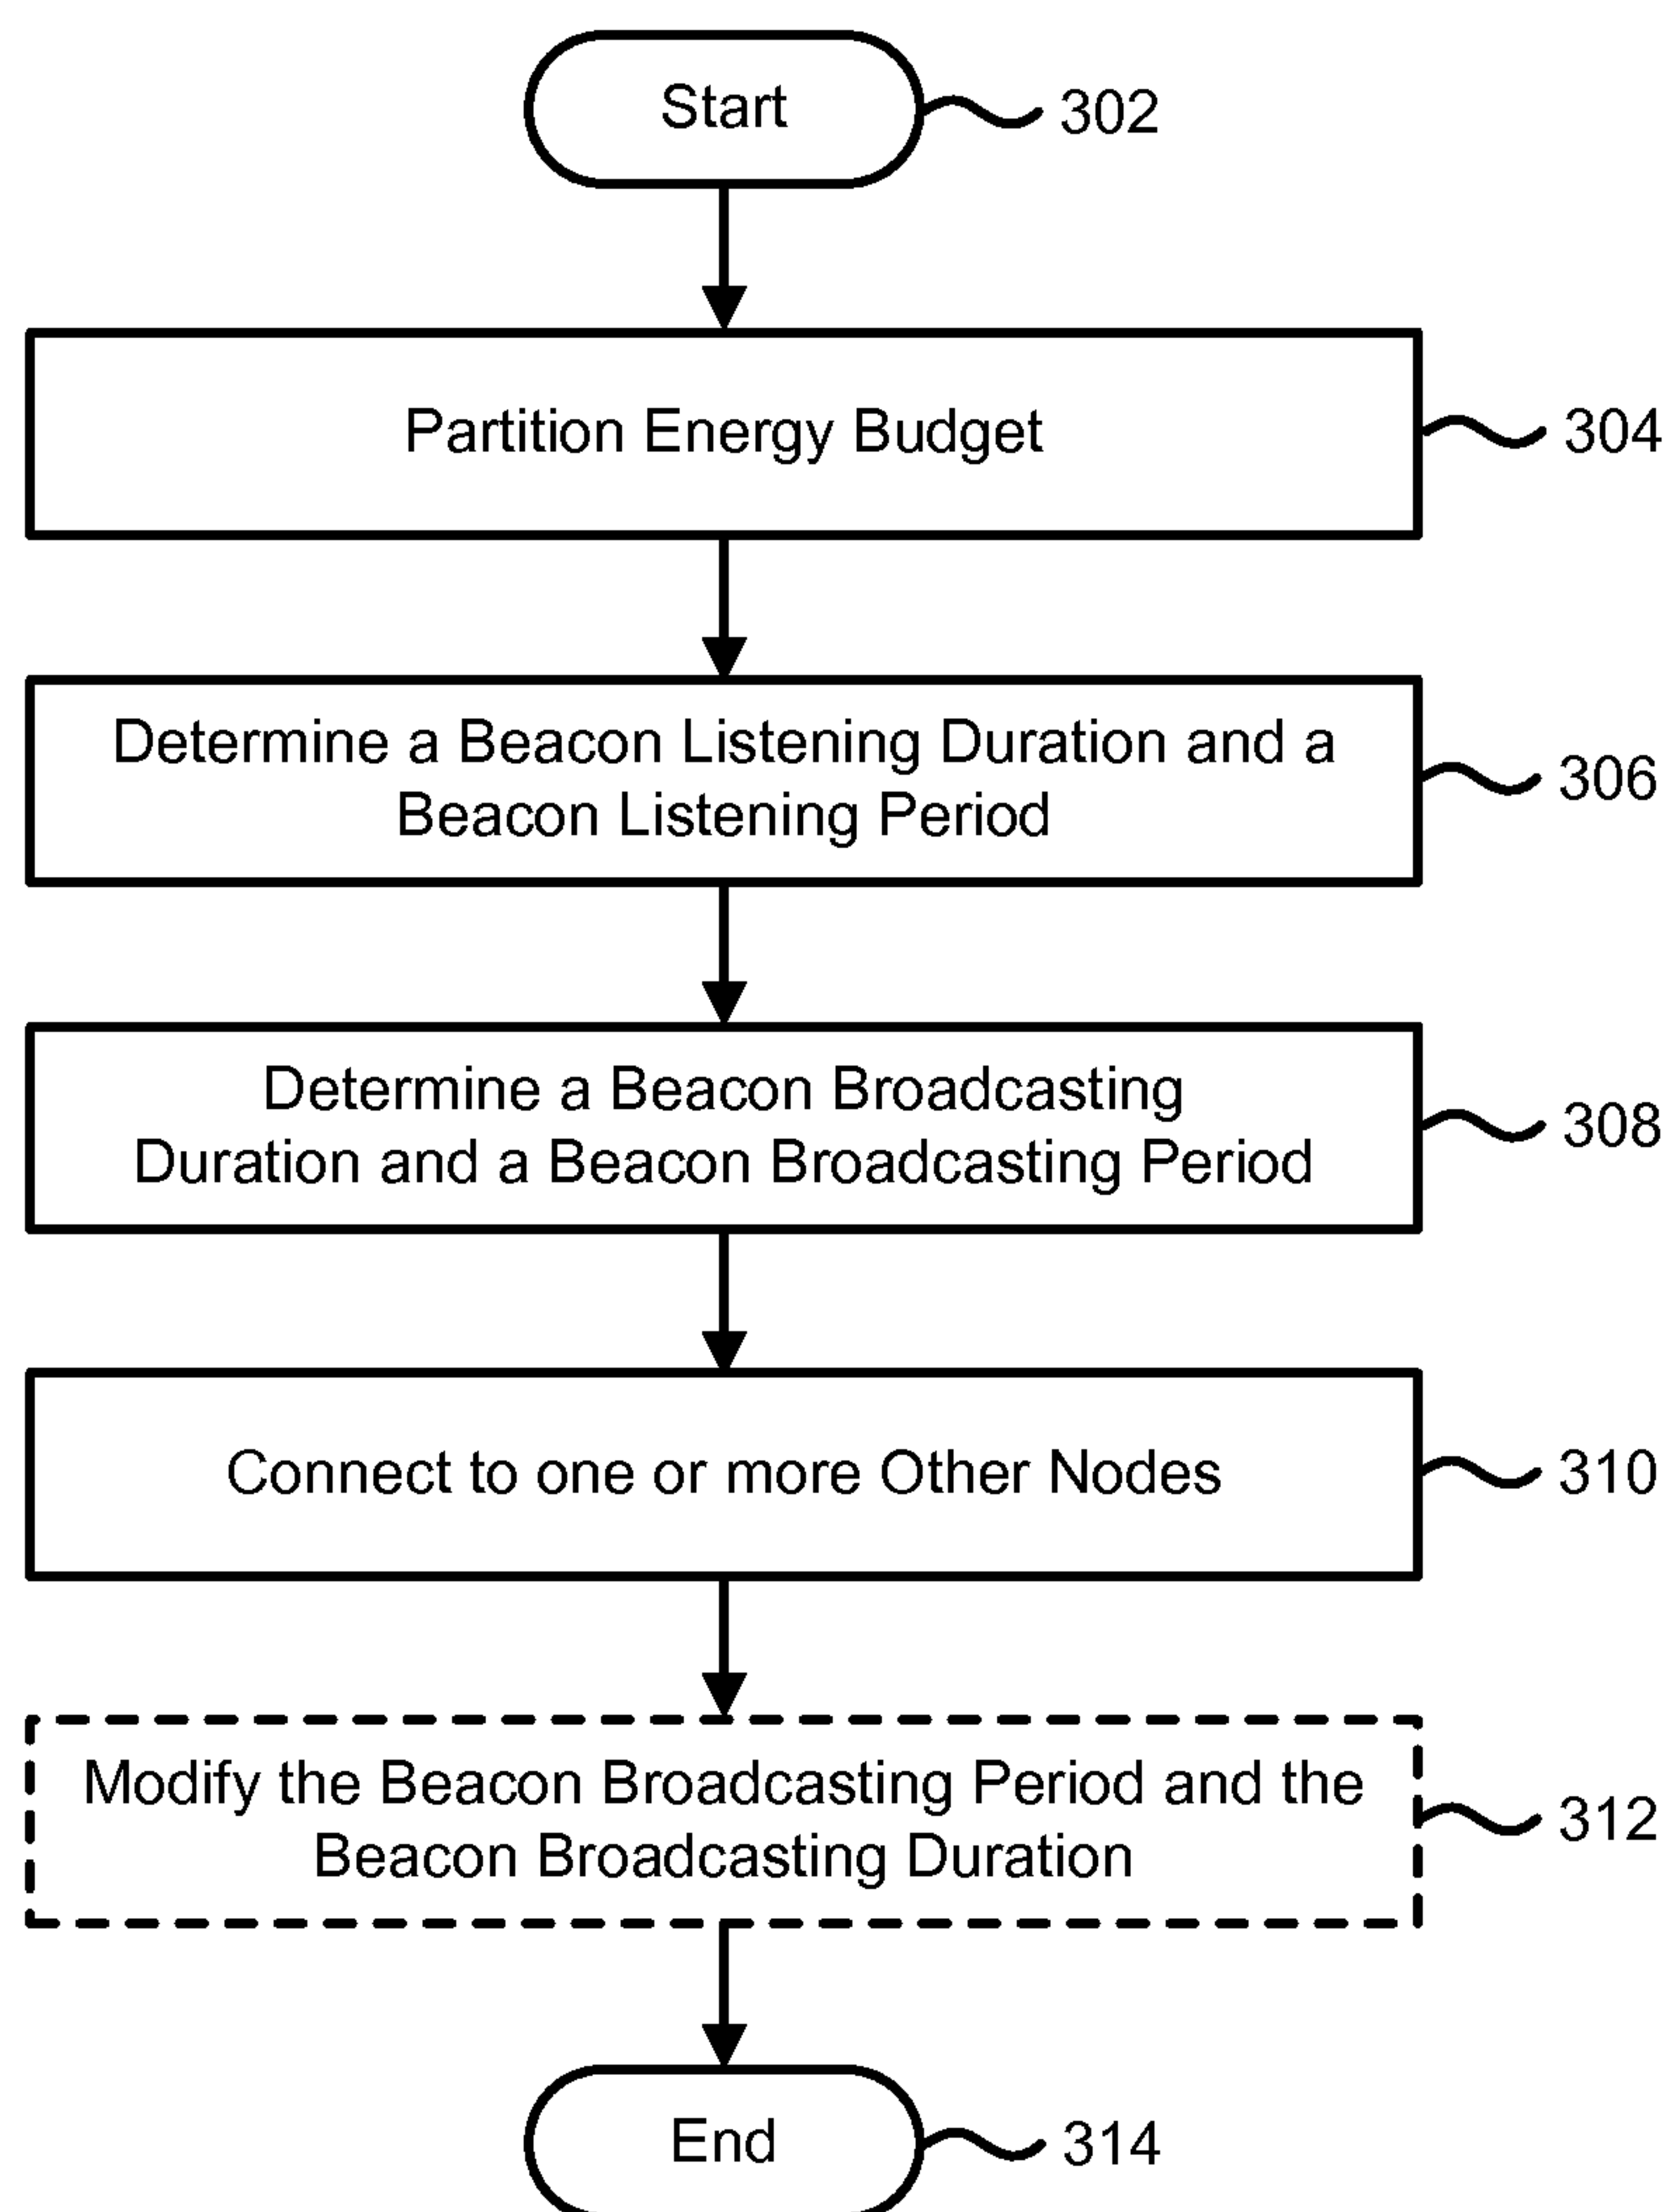 Start
302
Partition Energy Budget
304
Determine a Beacon Listening Duration and a
Beacon Listening Period
306
Determine a Beacon Broadcasting
Duration and a Beacon Broadcasting Period
308
Connect to one or more Other Nodes
310
Modify the Beacon Broadcasting Period and the
Beacon Broadcasting Duration
312
End
314